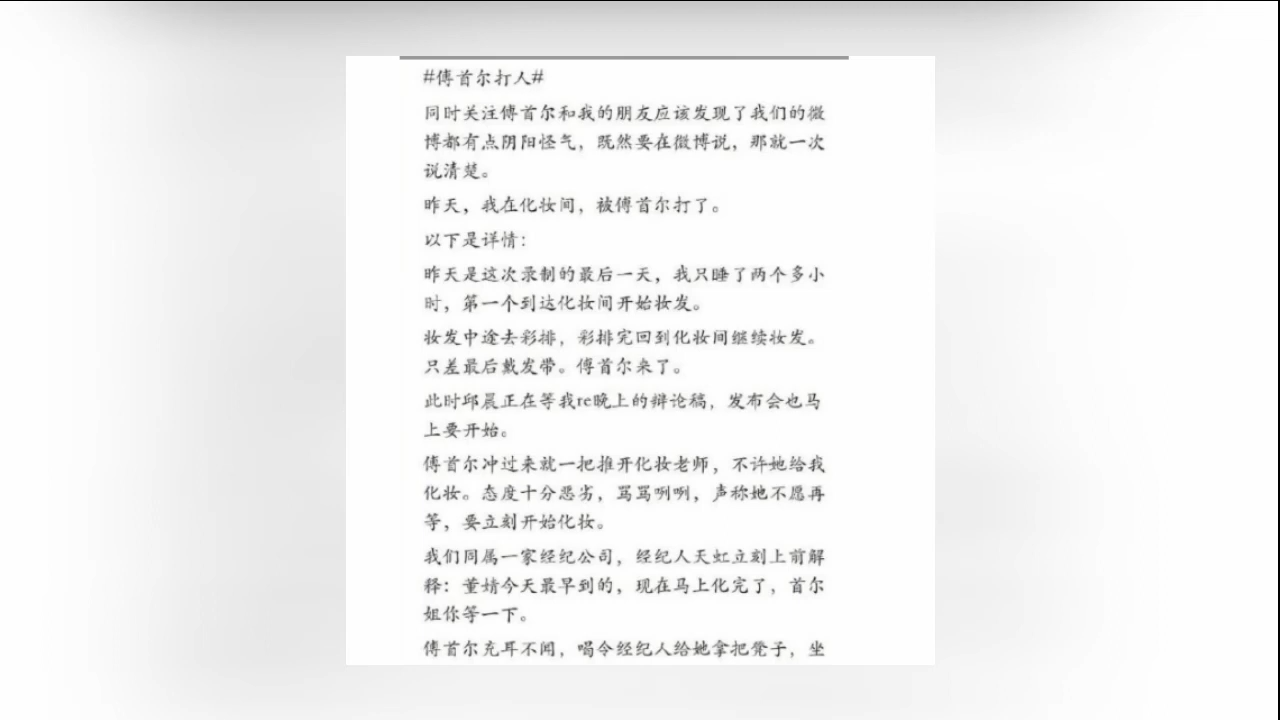 #傅首尔打人#
同时关注傅首尔和我的朋友应该发现了我们的微
博都有点阴阳怪气，既然要在微博说，那就一次
说清楚。
昨天，我在化妆间，被傅首尔打了。
以下是详情：
昨天是这次录制的最后一天，我只睡了两个多小
时，第一个到达化妆间开始妆发。
妆发中途去彩排，彩排完回到化妆间继续妆发。
只差最后戴发带。傅首尔来了。
此时邱晨正在等我re晚上的辩论稿，发布会也马
上要开始。
傅首尔冲过来就一把推开化妆老师，不许她给我
化妆。态度十分恶劣，骂骂咧咧，声称她不愿再
等，要立刻开始化妆。
我们同属一家经纪公司，经纪人天虹立刻上前解
释：董婧今天最早到的，现在马上化完了，首尔
姐你等一下。
傅首尔充耳不闻，喝令经纪人给她拿把凳子，坐